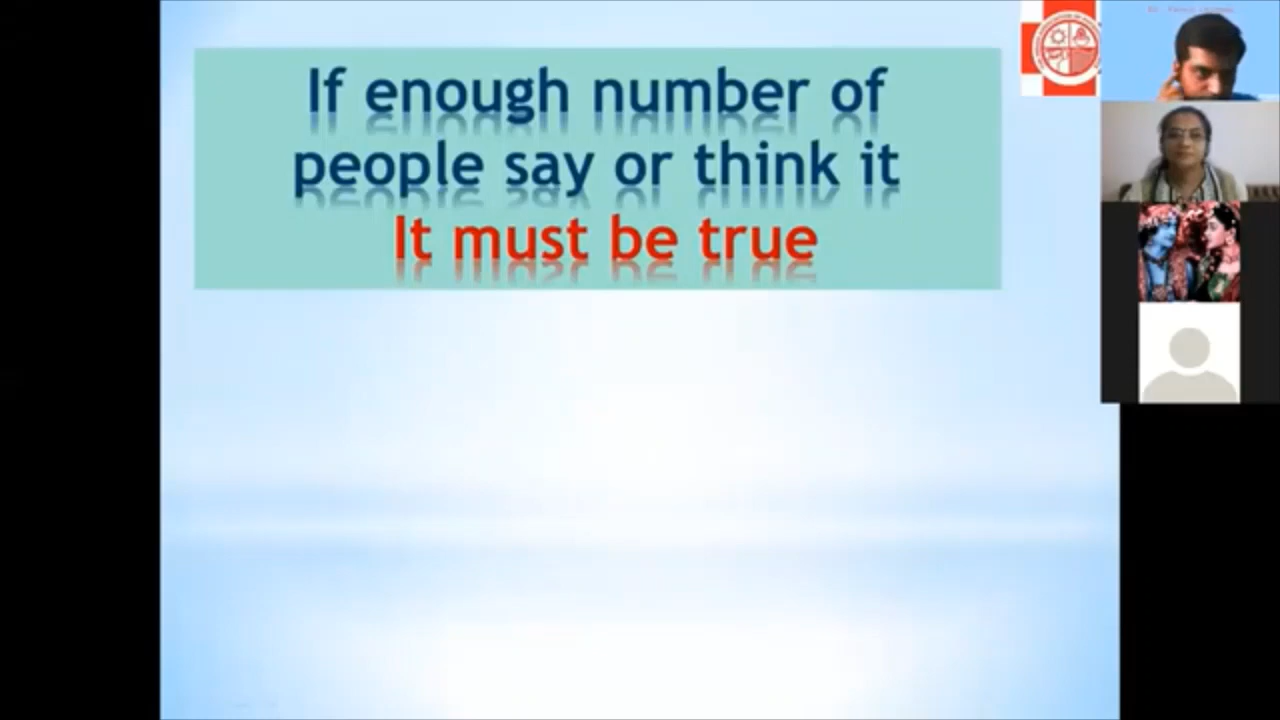 If enough number of
people say or think it
It must be true